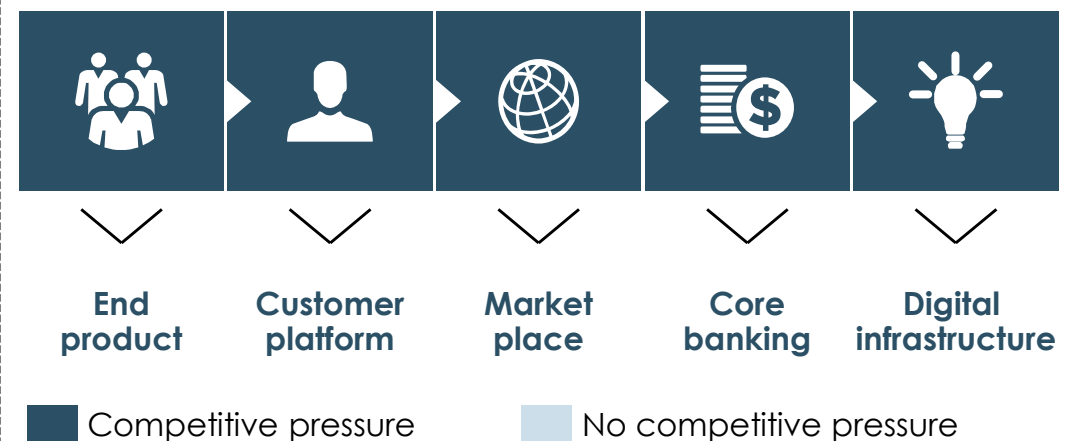 $
End
product
Customer
platform
Market
place
Core
banking
Digital
infrastructure
Competitive pressure
No competitive pressure